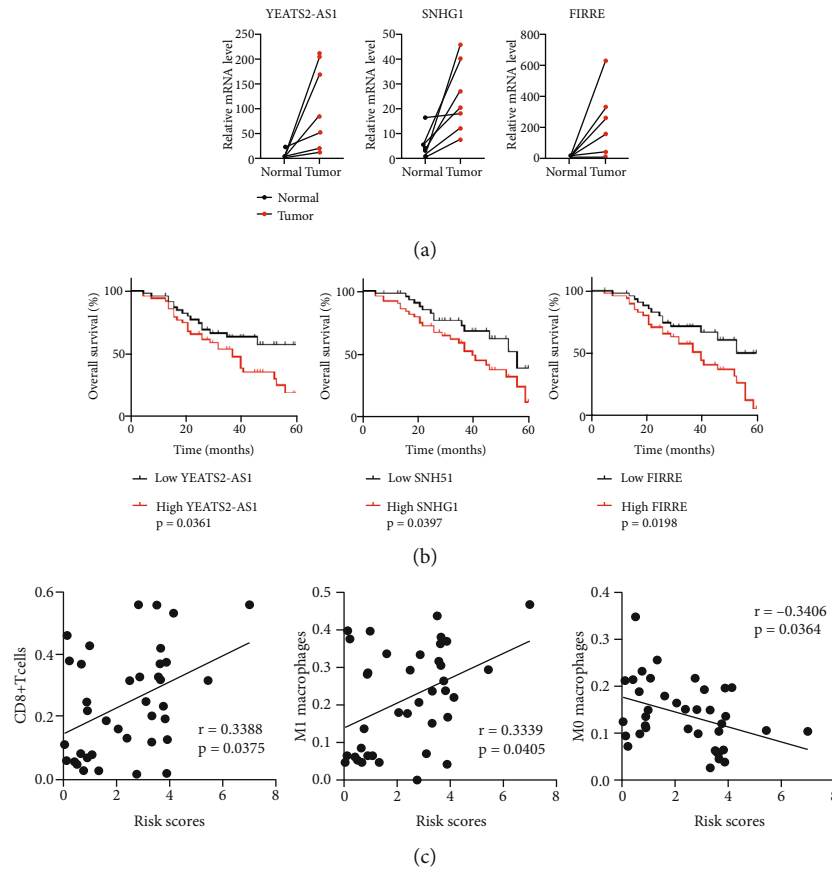 YEATS2-AS1
SNHG1
FIRRE
Relative mRNA level
250
200
150
100
50
0
Normal Tumor
Relative mRNA level
50
40
30
20
10
0
Normal Tumor
Relative mRNA level
800
600
400
200
0
Normal Tumor
Normal
Tumor
(a)
Overall survival (%)
100
50
0
0
20
40
60
Time (months)
Low YEATS2-AS1
High YEATS2-AS1
p = 0.0361
Overall survival (%)
100
50
0
0
20
40
60
Time (months)
Low SNH51
High SNHG1
p = 0.0397
Overall survival (%)
100
50
0
0
20
40
60
Time (months)
Low FIRRE
High FIRRE
p = 0.0198
(b)
CD8+Tcells
0.6
0.4
0.2
0.0
0
2
4
6
8
r = 0.3388
p = 0.0375
Risk scores
M1 macrophages
0.5
0.4
0.3
0.2
0.1
0.0
0
2
4
6
8
r = 0.3339
p = 0.0405
Risk scores
M0 macrophages
0.4
0.3
0.2
0.1
0.0
0
2
4
6
8
r = –0.3406
p = 0.0364
Risk scores
(c)